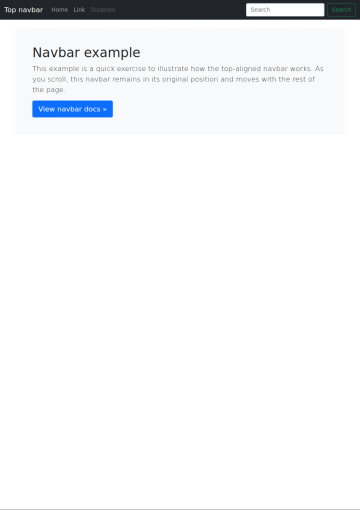 Top navbar Home Link Disabled Search Search
Navbar example
This example is a quick exercise to illustrate how the top-aligned navbar works. As
you scroll, this navbar remains in its original position and moves with the rest of
the page.
View navbar docs »